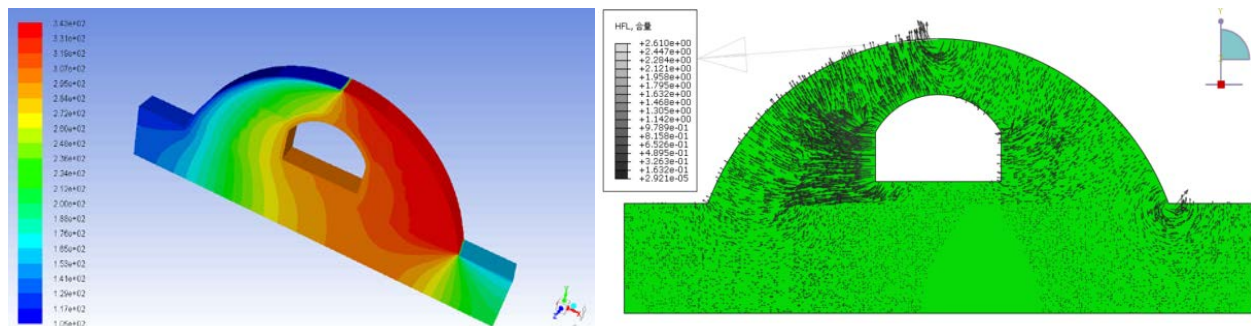 3.43e+02
3.31e+02
3.19e+02
3.07e+02
2.95e+02
2.84e+02
2.72e+02
2.60e+02
2.48e+02
2.36e+02
2.24e+02
2.12e+02
2.00e+02
1.88e+02
1.76e+02
1.65e+02
1.53e+02
1.41e+02
1.29e+02
1.17e+02
1.05e+02
HFL, 合量
+2.610e+00
+2.447e+00
+2.284e+00
+2.121e+00
+1.958e+00
+1.795e+00
+1.632e+00
+1.468e+00
+1.305e+00
+1.142e+00
+9.789e-01
+8.158e-01
+6.526e-01
+4.895e-01
+3.263e-01
+1.632e-01
+2.921e-05
Y